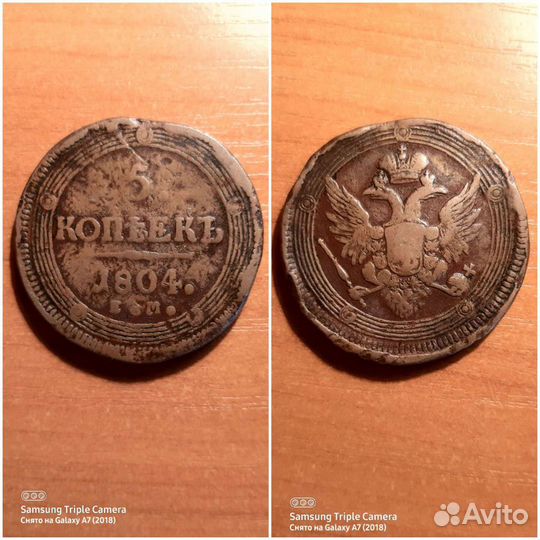 5
КОПѢЕКЪ
1804.
Е•М•
Samsung Triple Camera
Снято на Galaxy A7 (2018)
Samsung Triple Camera
Снято на Galaxy A7 (2018)
Avito